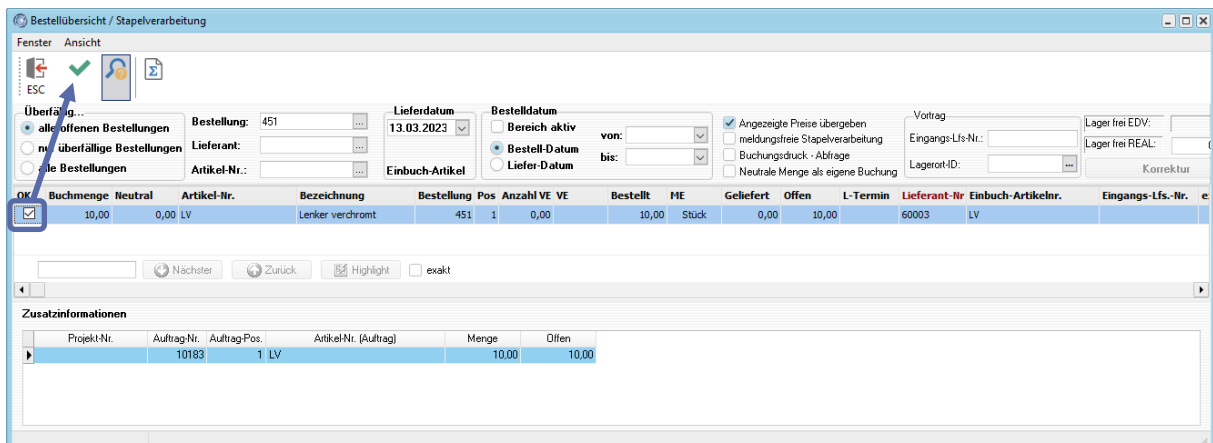 Bestellübersicht / Stapelverarbeitung
Fenster Ansicht
ESC
Überfällig...
alle offenen Bestellungen
nur überfällige Bestellungen
alle Bestellungen
Bestellung: 451 ...
Lieferant: ...
Artikel-Nr.: ...
Lieferdatum
13.03.2023
Einbuch-Artikel
Bestelldatum
Bereich aktiv
Bestell-Datum
Liefer-Datum
von:
bis:
Angezeigte Preise übergeben
meldungsfreie Stapelverarbeitung
Buchungsdruck - Abfrage
Neutrale Menge als eigene Buchung
Vortrag
Eingangs-Lfs-Nr.:
Lagerort-ID: ...
Lager frei EDV:
Lager frei REAL:
Korrektur
OK Buchmenge Neutral Artikel-Nr. Bezeichnung Bestellung Pos Anzahl VE VE Bestellt ME Geliefert Offen L-Termin Lieferant-Nr Einbuch-Artikelnr. Eingangs-Lfs.-Nr.
10,00 0,00 LV Lenker verchromt 451 1 0,00 10,00 Stück 0,00 10,00 60003 LV
Nächster Zurück Highlight exakt
Zusatzinformationen
Projekt-Nr. Auftrag-Nr. Auftrag-Pos. Artikel-Nr. (Auftrag) Menge Offen
10183 1 LV 10,00 10,00